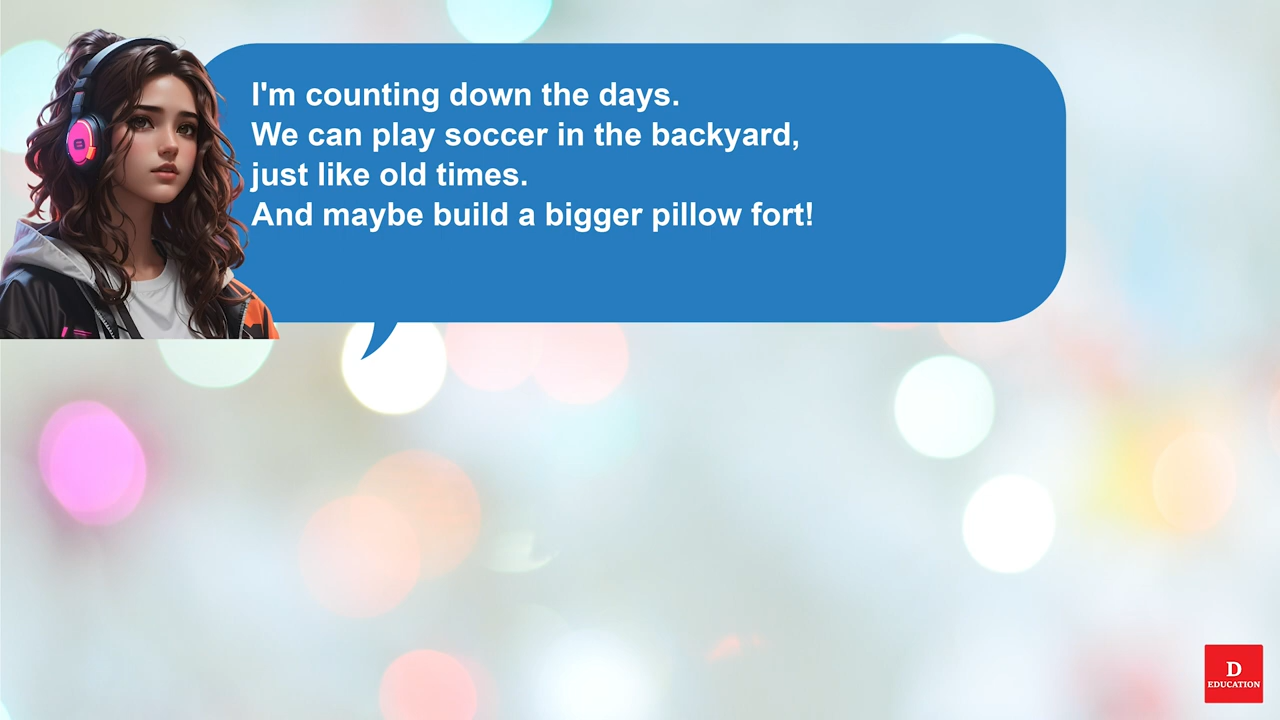 I'm counting down the days.
We can play soccer in the backyard,
just like old times.
And maybe build a bigger pillow fort!
D
EDUCATION